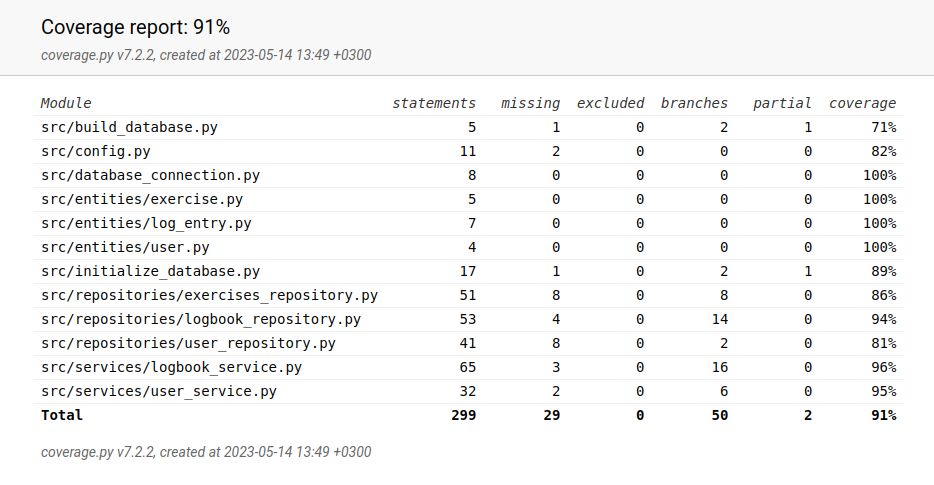 Coverage report: 91%
coverage.py v7.2.2, created at 2023-05-14 13:49 +0300
Module statements missing excluded branches partial coverage
src/build_database.py 5 1 0 2 1 71%
src/config.py 11 2 0 0 0 82%
src/database_connection.py 8 0 0 0 0 100%
src/entities/exercise.py 5 0 0 0 0 100%
src/entities/log_entry.py 7 0 0 0 0 100%
src/entities/user.py 4 0 0 0 0 100%
src/initialize_database.py 17 1 0 2 1 89%
src/repositories/exercises_repository.py 51 8 0 8 0 86%
src/repositories/logbook_repository.py 53 4 0 14 0 94%
src/repositories/user_repository.py 41 8 0 2 0 81%
src/services/logbook_service.py 65 3 0 16 0 96%
src/services/user_service.py 32 2 0 6 0 95%
Total 299 29 0 50 2 91%
coverage.py v7.2.2, created at 2023-05-14 13:49 +0300